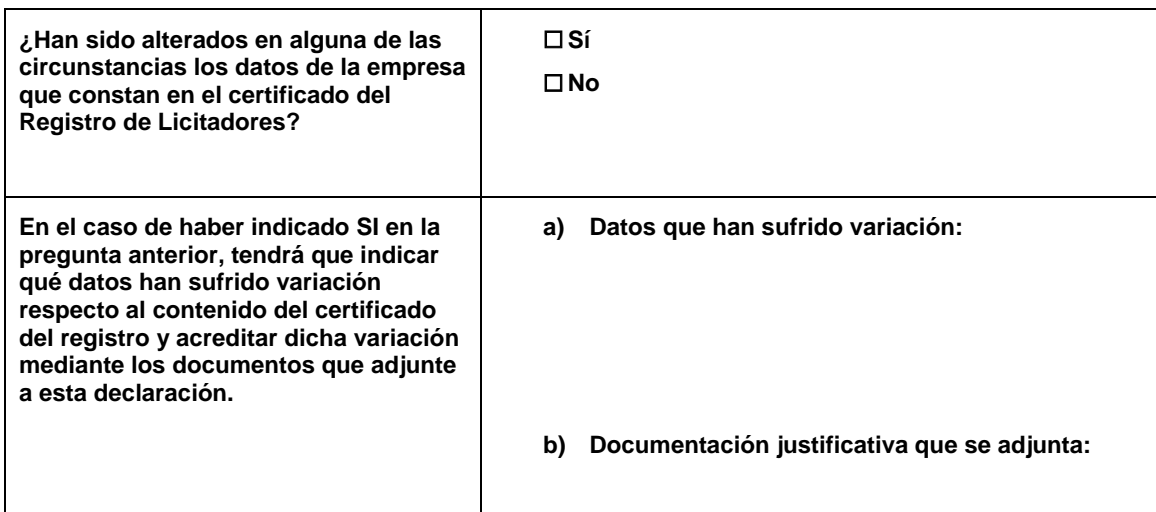 ¿Han sido alterados en alguna de las
circunstancias los datos de la empresa
que constan en el certificado del
Registro de Licitadores?
☐ Sí
☐ No
En el caso de haber indicado SI en la
pregunta anterior, tendrá que indicar
qué datos han sufrido variación
respecto al contenido del certificado
del registro y acreditar dicha variación
mediante los documentos que adjunte
a esta declaración.
a) Datos que han sufrido variación:
b) Documentación justificativa que se adjunta: